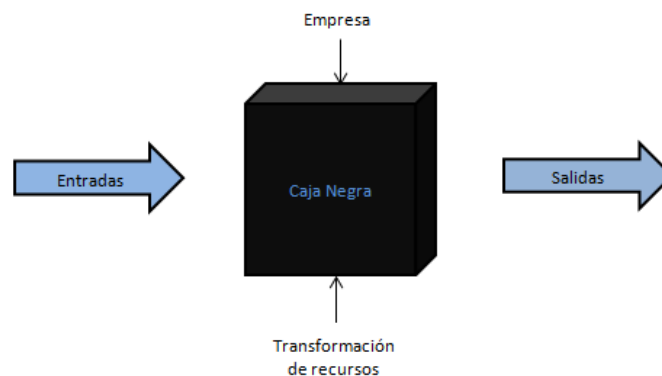 Empresa
Entradas
Caja Negra
Salidas
Transformación
de recursos